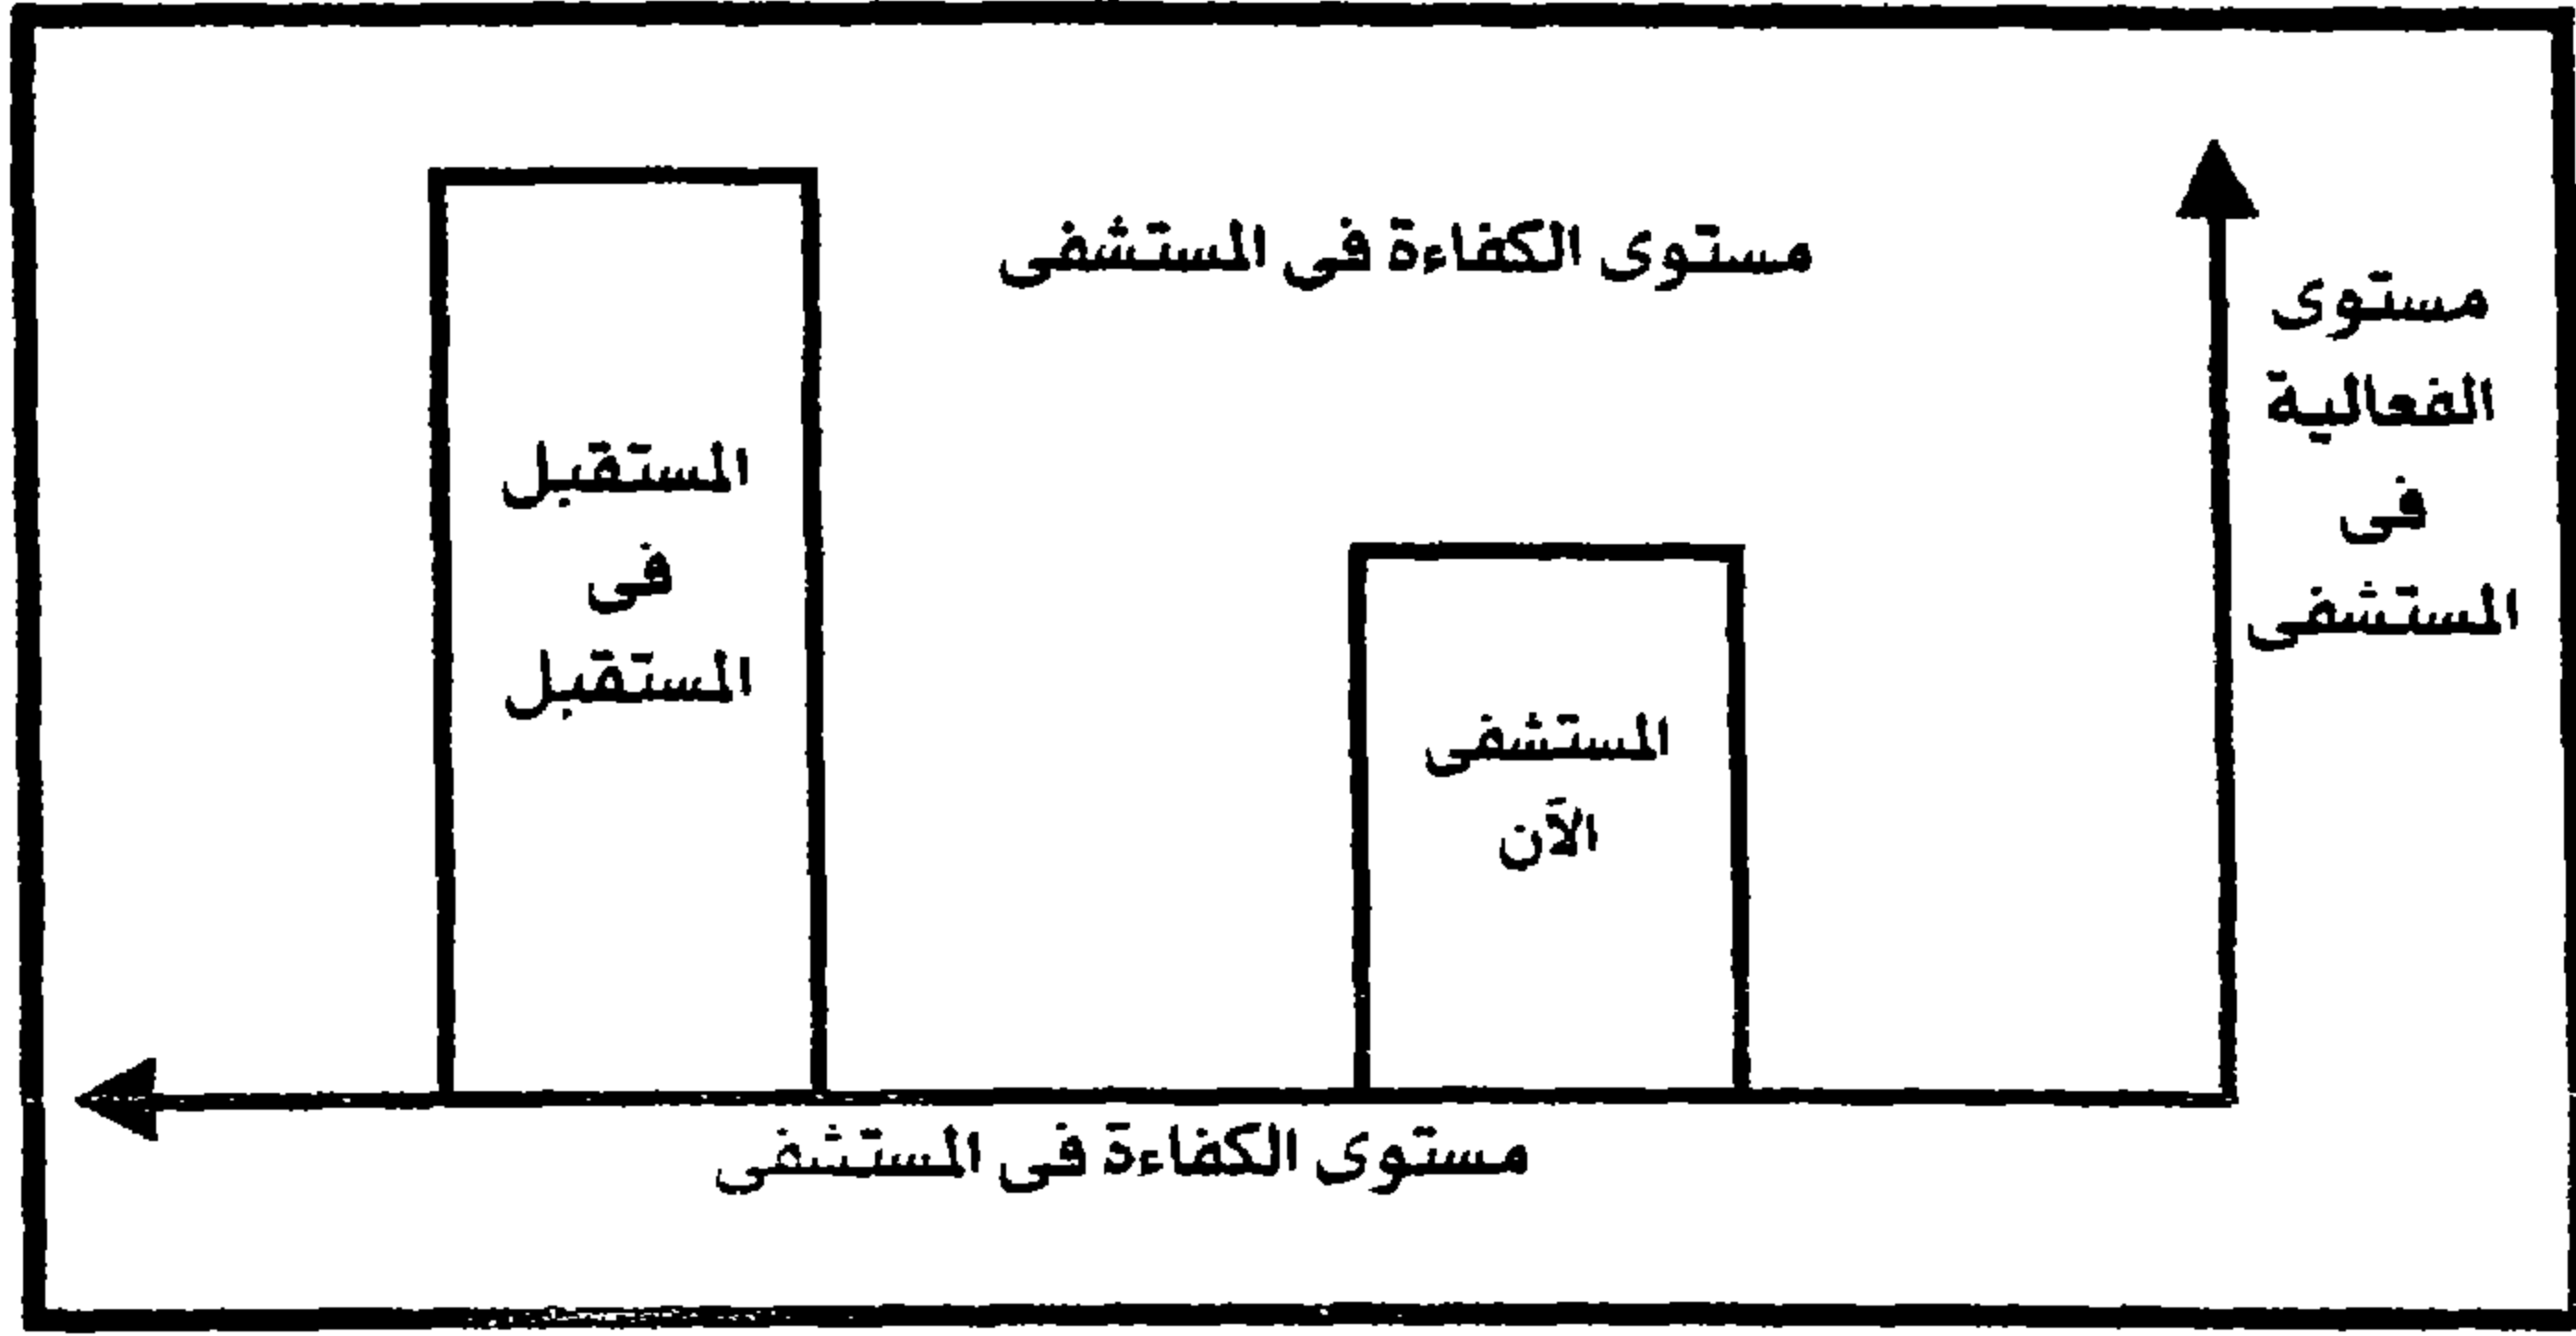 مستوى الكفاءة فى المستشفى
مستوى
الفعالية
فى
المستشفى
المستشفى
الآن
المستقبل
فى
المستقبل
مستوى الكفاءة فى المستشفى